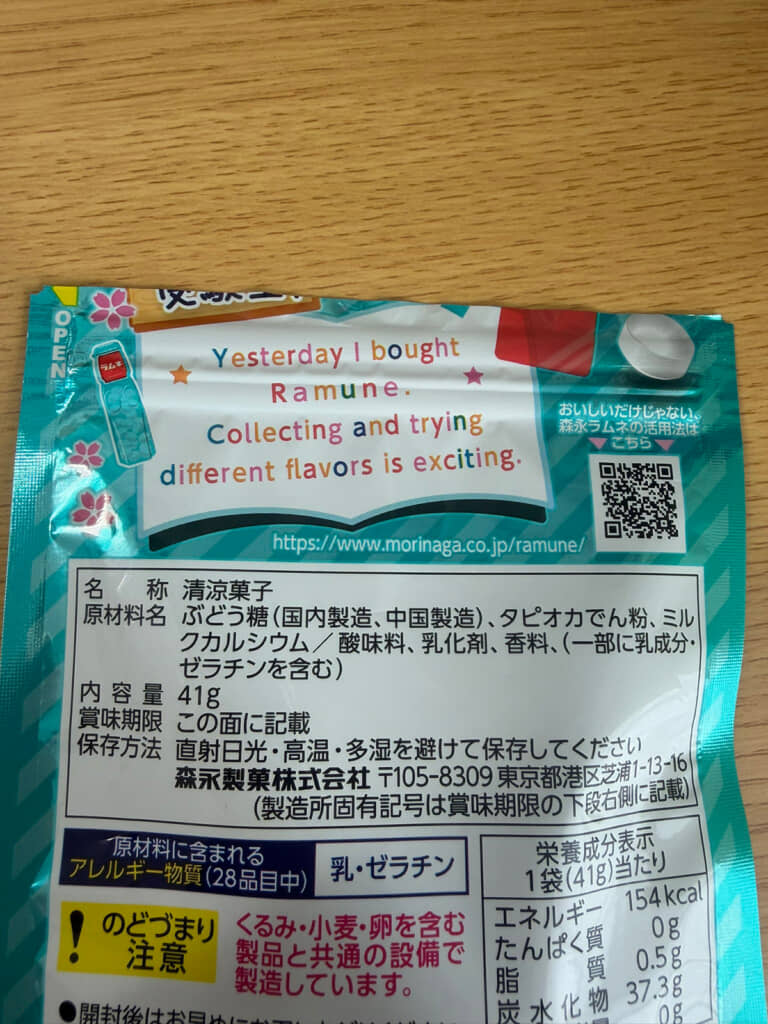 OPEN
Yesterday I bought
Ramune.
Collecting and trying
different flavors is exciting.
おいしいだけじゃない、
森永ラムネの活用法は
こちら
https://www.morinaga.co.jp/ramune/
名称 清涼菓子
原材料名 ぶどう糖(国内製造、中国製造)、タピオカでん粉、ミル
クカルシウム/酸味料、乳化剤、香料、(一部に乳成分・
ゼラチンを含む)
内容量 41g
賞味期限 この面に記載
保存方法 直射日光・高温・多湿を避けて保存してください
森永製菓株式会社 〒105-8309 東京都港区芝浦1-13-16
(製造所固有記号は賞味期限の下段右側に記載)
原材料に含まれる
アレルギー物質(28品目中)
乳・ゼラチン
! のどづまり
注意
くるみ・小麦・卵を含む
製品と共通の設備で
製造しています。
栄養成分表示
1袋(41g)当たり
エネルギー 154kcal
たんぱく質 0g
脂質 0.5g
炭水化物 37.3g
0g